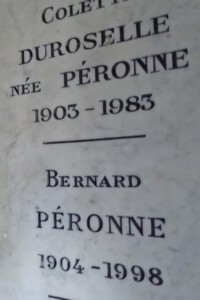 DUROSELLE
NÉE PÉRONNE
1903 - 1983
BERNARD
PÉRONNE
1904 - 1998